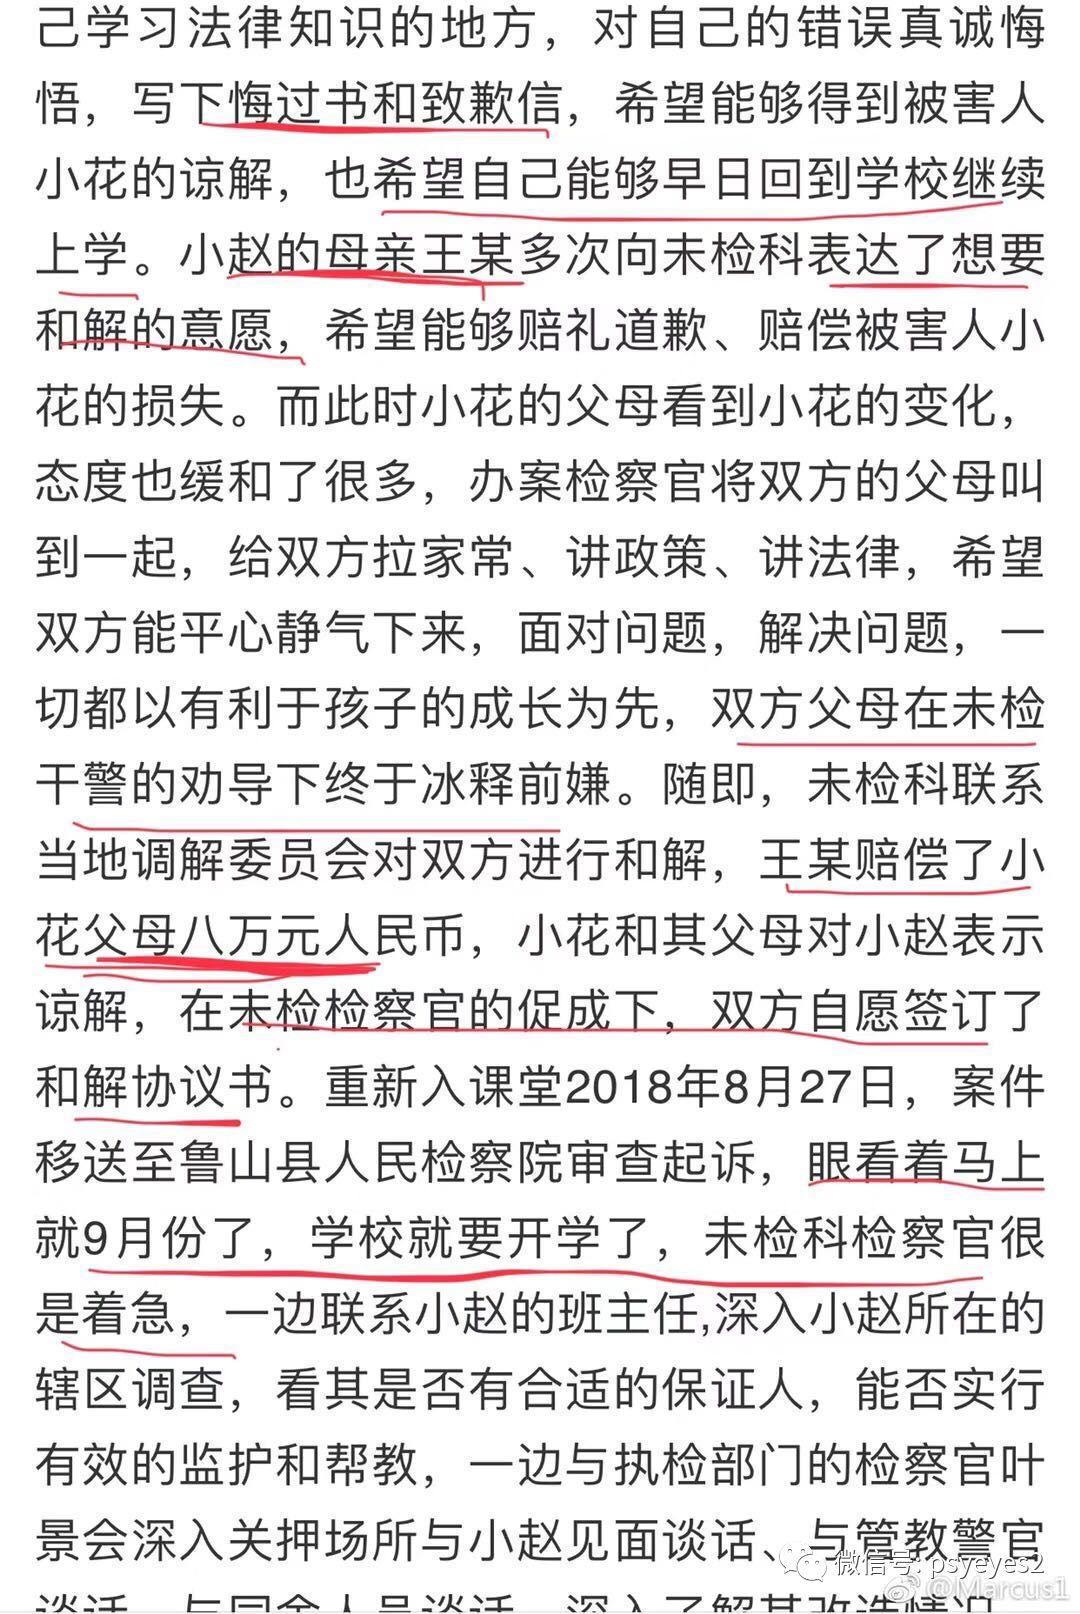 己学习法律知识的地方，对自己的错误真诚悔
悟，写下悔过书和致歉信，希望能够得到被害人
小花的谅解，也希望自己能够早日回到学校继续
上学。小赵的母亲王某多次向未检科表达了想要
和解的意愿，希望能够赔礼道歉、赔偿被害人小
花的损失。而此时小花的父母看到小花的变化，
态度也缓和了很多，办案检察官将双方的父母叫
到一起，给双方拉家常、讲政策、讲法律，希望
双方能平心静气下来，面对问题，解决问题，一
切都以有利于孩子的成长为先，双方父母在未检
干警的劝导下终于冰释前嫌。随即，未检科联系
当地调解委员会对双方进行和解，王某赔偿了小
花父母八万元人民币，小花和其父母对小赵表示
谅解，在未检检察官的促成下，双方自愿签订了
和解协议书。重新入课堂2018年8月27日，案件
移送至鲁山县人民检察院审查起诉，眼看着马上
就9月份了，学校就要开学了，未检科检察官很
是着急，一边联系小赵的班主任,深入小赵所在的
辖区调查，看其是否有合适的保证人，能否实行
有效的监护和帮教，一边与执检部门的检察官叶
景会深入关押场所与小赵见面谈话、与管教警官
谈话、与同舍人员谈话，深入了解其改造情况，
微信号: psyeyes2
@Marcus1